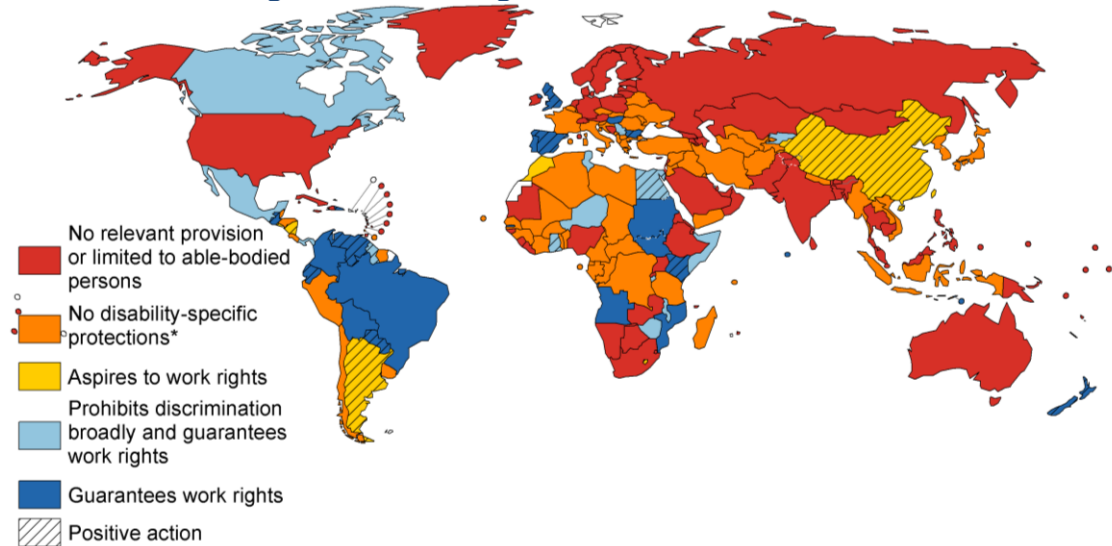 No relevant provision
or limited to able-bodied
persons
No disability-specific
protections*
Aspires to work rights
Prohibits discrimination
broadly and guarantees
work rights
Guarantees work rights
Positive action